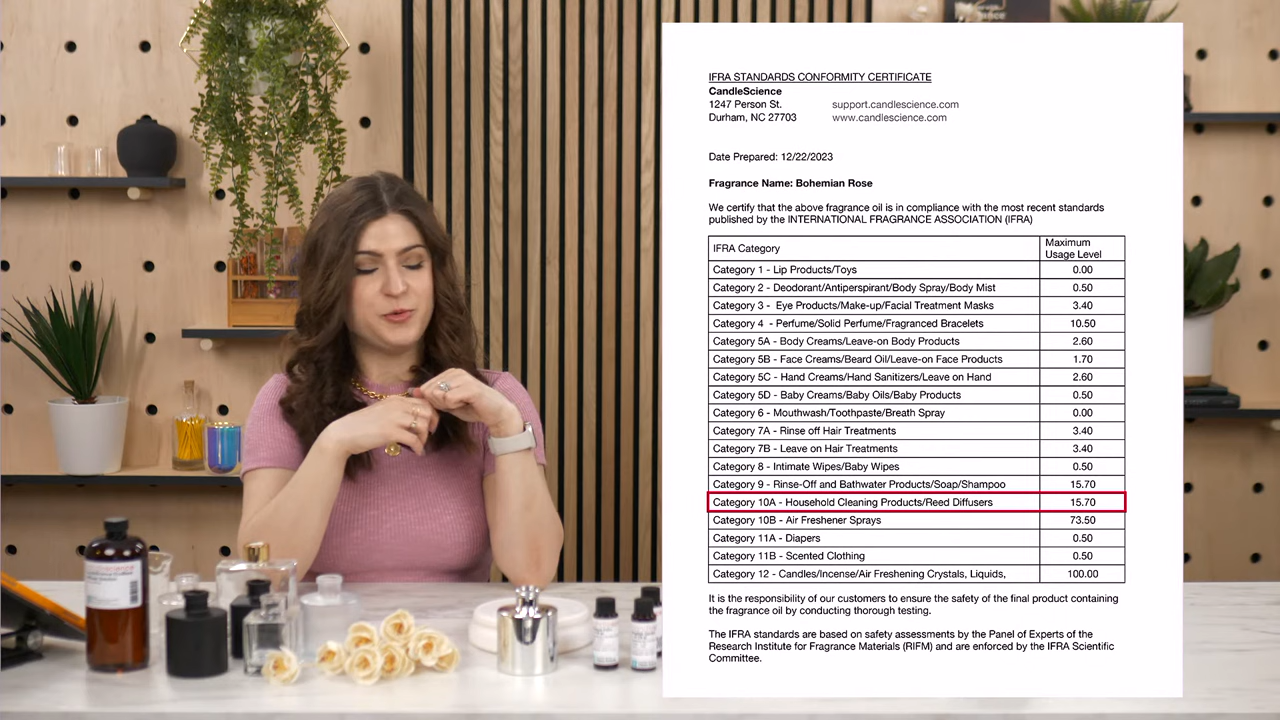 IFRA STANDARDS CONFORMITY CERTIFICATE
CandleScience
1247 Person St. support.candlescience.com
Durham, NC 27703 www.candlescience.com
Date Prepared: 12/22/2023
Fragrance Name: Bohemian Rose
We certify that the above fragrance oil is in compliance with the most recent standards
published by the INTERNATIONAL FRAGRANCE ASSOCIATION (IFRA)
IFRA Category Maximum
Usage Level
Category 1 - Lip Products/Toys 0.00
Category 2 - Deodorant/Antiperspirant/Body Spray/Body Mist 0.50
Category 3 - Eye Products/Make-up/Facial Treatment Masks 3.40
Category 4 - Perfume/Solid Perfume/Fragranced Bracelets 10.50
Category 5A - Body Creams/Leave-on Body Products 2.60
Category 5B - Face Creams/Beard Oil/Leave-on Face Products 1.70
Category 5C - Hand Creams/Hand Sanitizers/Leave on Hand 2.60
Category 5D - Baby Creams/Baby Oils/Baby Products 0.50
Category 6 - Mouthwash/Toothpaste/Breath Spray 0.00
Category 7A - Rinse off Hair Treatments 3.40
Category 7B - Leave on Hair Treatments 3.40
Category 8 - Intimate Wipes/Baby Wipes 0.50
Category 9 - Rinse-Off and Bathwater Products/Soap/Shampoo 15.70
Category 10A - Household Cleaning Products/Reed Diffusers 15.70
Category 10B - Air Freshener Sprays 73.50
Category 11A - Diapers 0.50
Category 11B - Scented Clothing 0.50
Category 12 - Candles/Incense/Air Freshening Crystals, Liquids, 100.00
It is the responsibility of our customers to ensure the safety of the final product containing
the fragrance oil by conducting thorough testing.
The IFRA standards are based on safety assessments by the Panel of Experts of the
Research Institute for Fragrance Materials (RIFM) and are enforced by the IFRA Scientific
Committee.